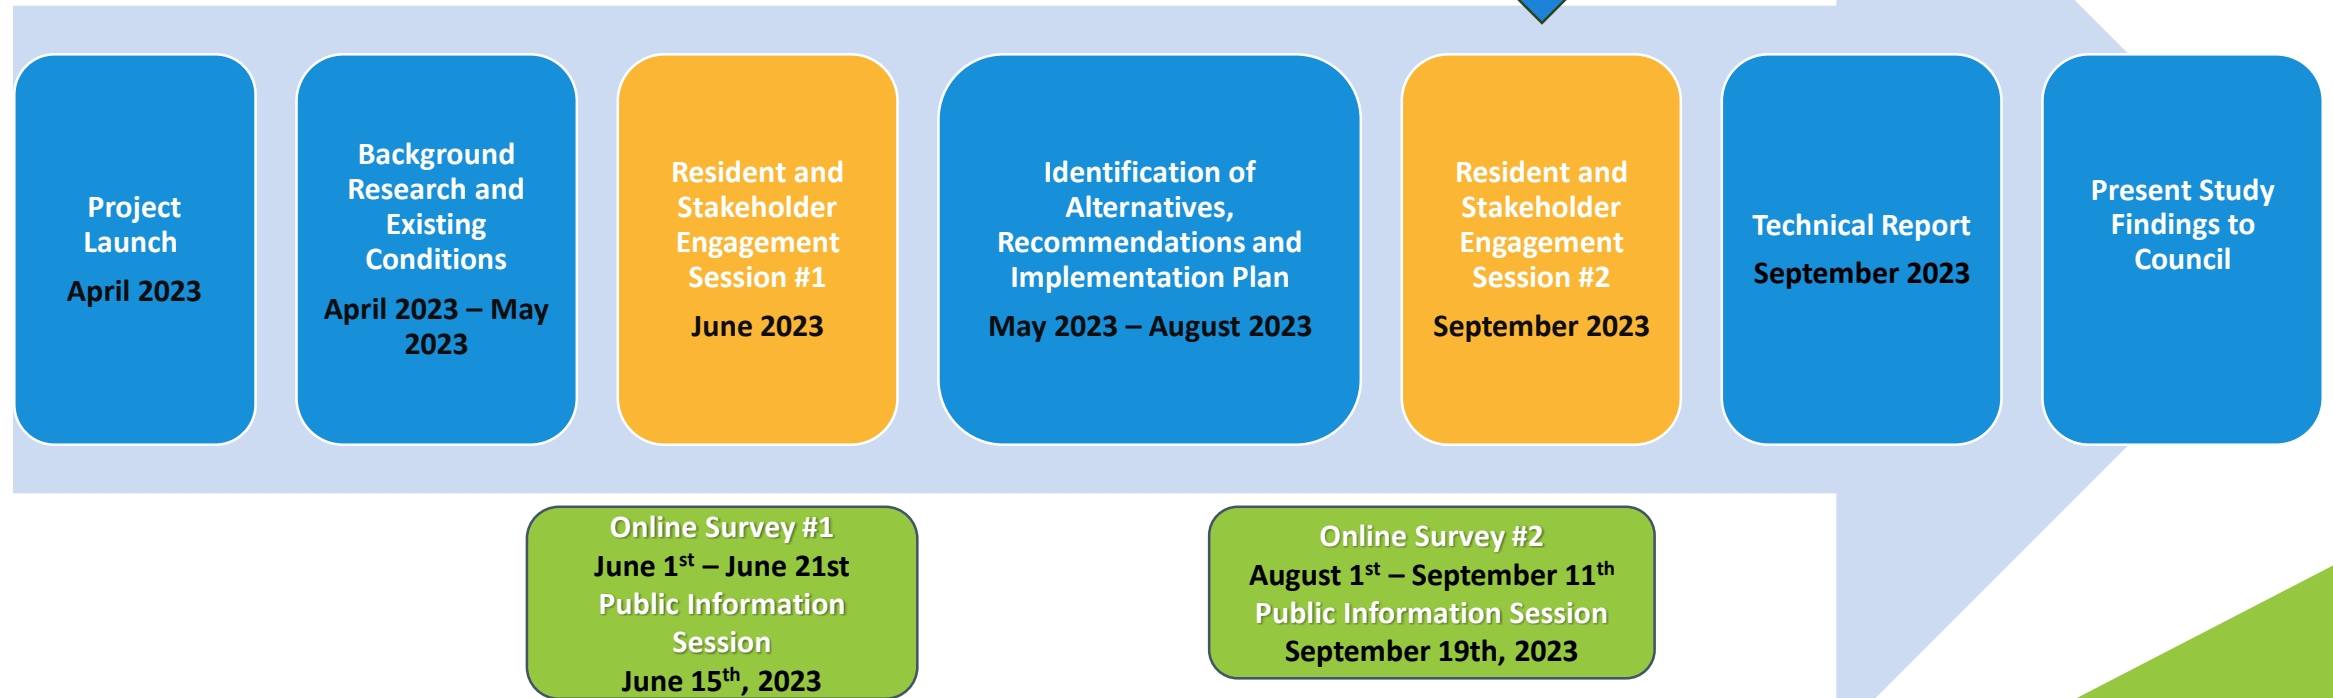 Project
Launch
April 2023
Background
Research and
Existing
Conditions
April 2023 – May
2023
Resident and
Stakeholder
Engagement
Session #1
June 2023
Identification of
Alternatives,
Recommendations and
Implementation Plan
May 2023 – August 2023
Resident and
Stakeholder
Engagement
Session #2
September 2023
Technical Report
September 2023
Present Study
Findings to
Council
Online Survey #1
June 1st – June 21st
Public Information
Session
June 15th, 2023
Online Survey #2
August 1st – September 11th
Public Information Session
September 19th, 2023